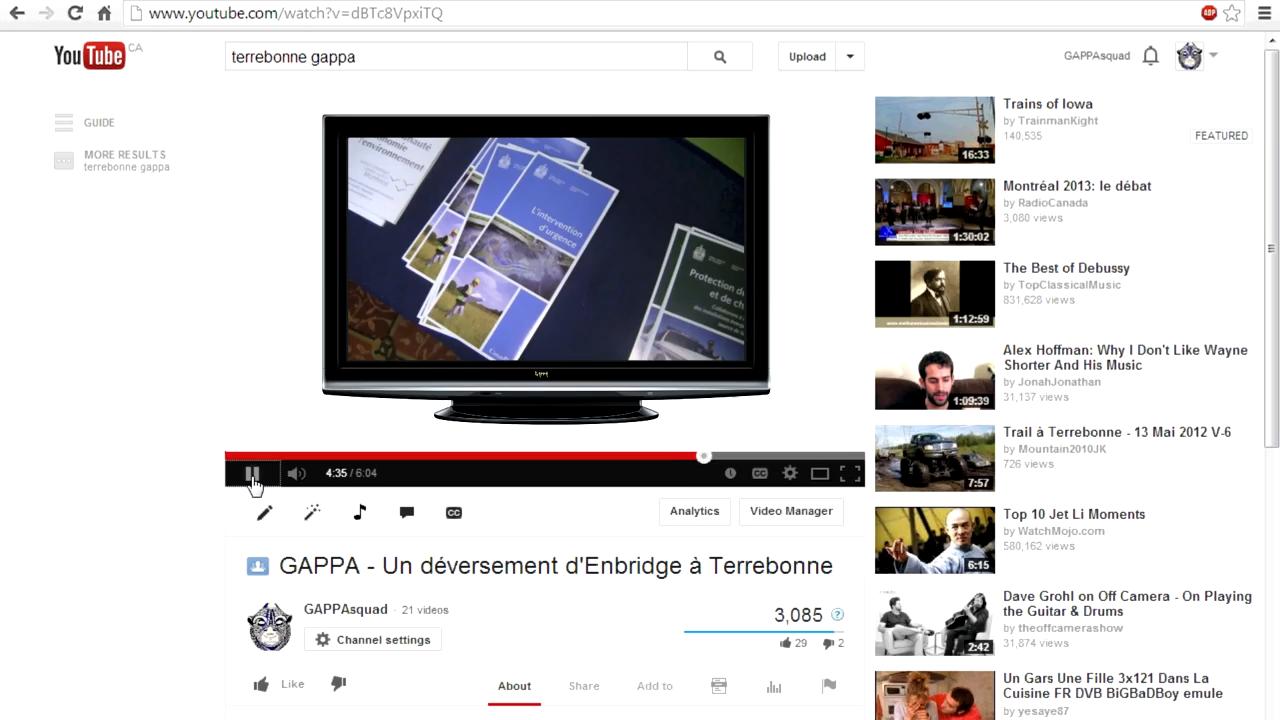 www.youtube.com/watch?v=dBTc8VpxiTQ
ABP
YouTube CA
terrebonne gappa
Upload
GAPPAsquad
GUIDE
MORE RESULTS
terrebonne gappa
l'environnement
L'intervention
d'urgence
Protection d
et de ch
4:35 / 6:04
CC
CC
Analytics
Video Manager
GAPPA - Un déversement d'Enbridge à Terrebonne
GAPPAsquad · 21 videos
Channel settings
3,085 ?
29
2
Like
About
Share
Add to
16:33
Trains of Iowa
by TrainmanKight
140,535
FEATURED
1:30:02
Montréal 2013: le débat
by RadioCanada
3,080 views
1:12:59
The Best of Debussy
by TopClassicalMusic
831,628 views
1:09:39
Alex Hoffman: Why I Don't Like Wayne
Shorter And His Music
by JonahJonathan
31,137 views
7:57
Trail à Terrebonne - 13 Mai 2012 V-6
by Mountain2010JK
726 views
6:15
Top 10 Jet Li Moments
by WatchMojo.com
580,162 views
2:42
Dave Grohl on Off Camera - On Playing
the Guitar & Drums
by theoffcamerashow
31,874 views
Un Gars Une Fille 3x121 Dans La
Cuisine FR DVB BiGBaDBoy emule
by yesaye87